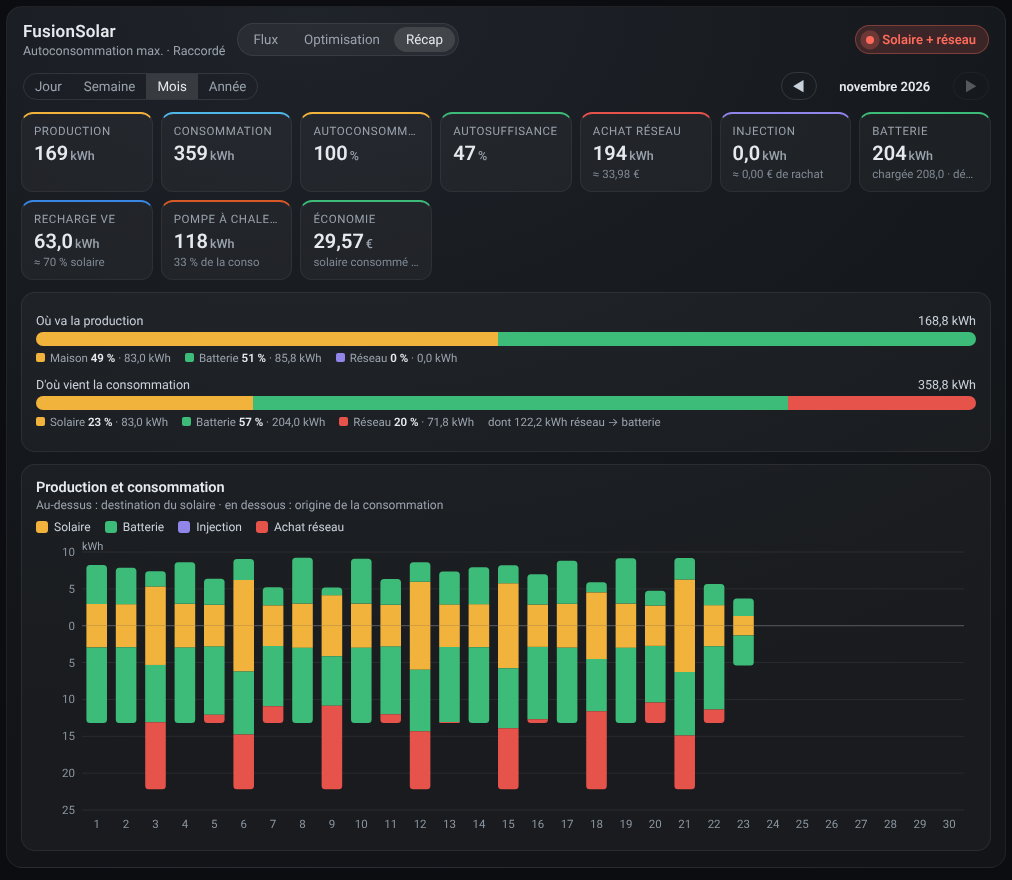 FusionSolar
Autoconsommation max. · Raccordé
Flux Optimisation Récap
Solaire + réseau
Jour Semaine Mois Année
◀ novembre 2026 ▶
PRODUCTION
169 kWh
CONSOMMATION
359 kWh
AUTOCONSOMM...
100 %
AUTOSUFFISANCE
47 %
ACHAT RÉSEAU
194 kWh
≈ 33,98 €
INJECTION
0,0 kWh
≈ 0,00 € de rachat
BATTERIE
204 kWh
chargée 208,0 · dé...
RECHARGE VE
63,0 kWh
≈ 70 % solaire
POMPE À CHALE...
118 kWh
33 % de la conso
ÉCONOMIE
29,57 €
solaire consommé ...
Où va la production 168,8 kWh
Maison 49 % · 83,0 kWh Batterie 51 % · 85,8 kWh Réseau 0 % · 0,0 kWh
D'où vient la consommation 358,8 kWh
Solaire 23 % · 83,0 kWh Batterie 57 % · 204,0 kWh Réseau 20 % · 71,8 kWh dont 122,2 kWh réseau → batterie
Production et consommation
Au-dessus : destination du solaire · en dessous : origine de la consommation
Solaire Batterie Injection Achat réseau
kWh
10
5
0
5
10
15
20
25
1 2 3 4 5 6 7 8 9 10 11 12 13 14 15 16 17 18 19 20 21 22 23 24 25 26 27 28 29 30